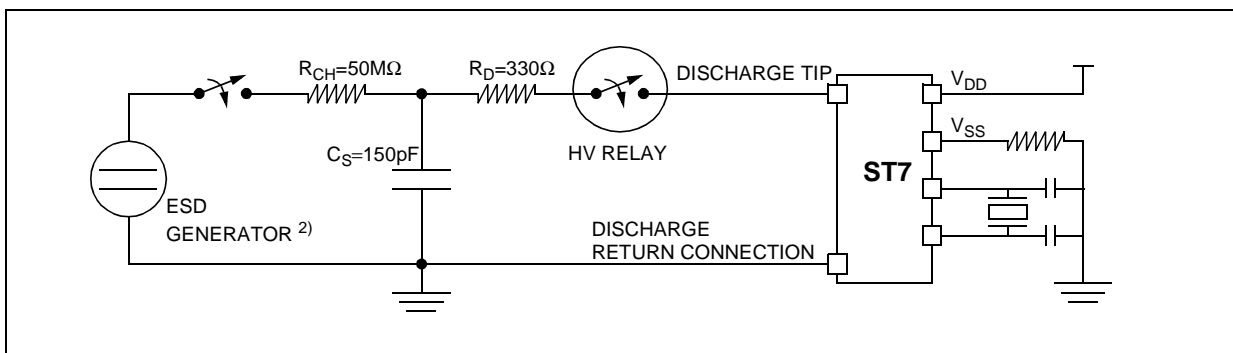 R_CH=50MΩ
R_D=330Ω
DISCHARGE TIP
V_DD
V_SS
C_S=150pF
HV RELAY
ST7
ESD
GENERATOR 2)
DISCHARGE
RETURN CONNECTION